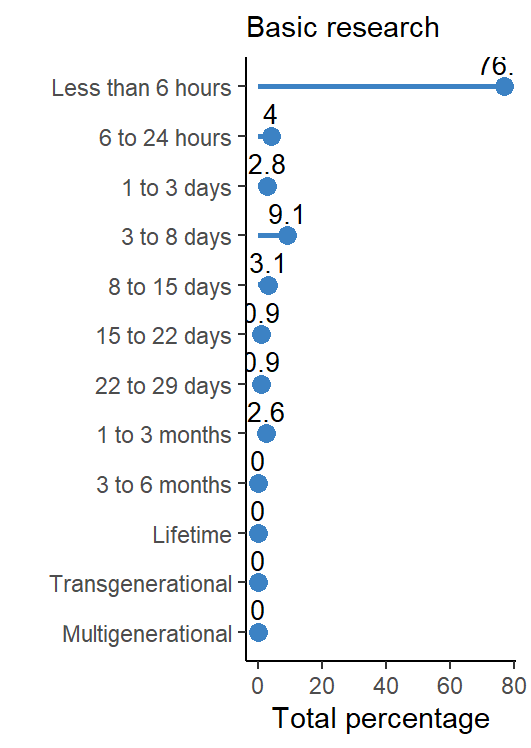 Basic research
Less than 6 hours 76.
6 to 24 hours 4
1 to 3 days 2.8
3 to 8 days 9.1
8 to 15 days 3.1
15 to 22 days 0.9
22 to 29 days 0.9
1 to 3 months 2.6
3 to 6 months 0
Lifetime 0
Transgenerational 0
Multigenerational 0
0 20 40 60 80
Total percentage